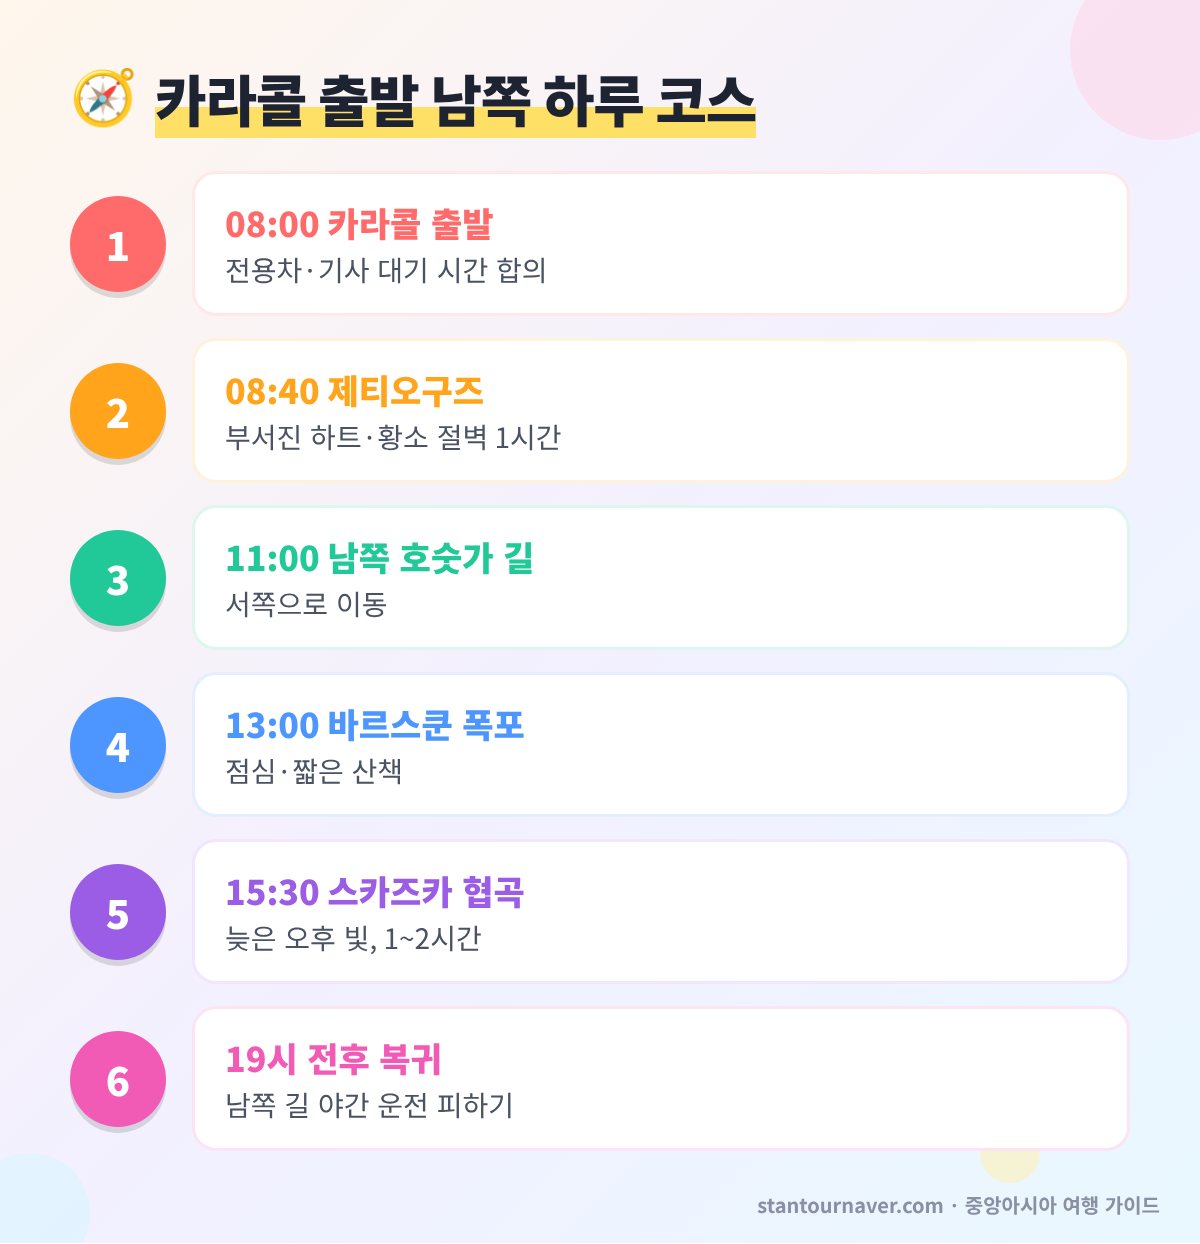 카라콜 출발 남쪽 하루 코스
1
08:00 카라콜 출발
전용차·기사 대기 시간 합의
2
08:40 제티오구즈
부서진 하트·황소 절벽 1시간
3
11:00 남쪽 호숫가 길
서쪽으로 이동
4
13:00 바르스쿤 폭포
점심·짧은 산책
5
15:30 스카즈카 협곡
늦은 오후 빛, 1~2시간
6
19시 전후 복귀
남쪽 길 야간 운전 피하기
stantournaver.com · 중앙아시아 여행 가이드